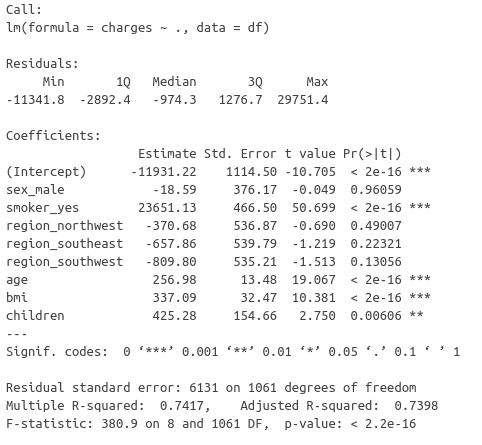 Call:
lm(formula = charges ~ ., data = df)
Residuals:
Min 1Q Median 3Q Max
-11341.8 -2892.4 -974.3 1276.7 29751.4
Coefficients:
Estimate Std. Error t value Pr(>|t|)
(Intercept) -11931.22 1114.50 -10.705 < 2e-16 ***
sex_male -18.59 376.17 -0.049 0.96059
smoker_yes 23651.13 466.50 50.699 < 2e-16 ***
region_northwest -370.68 536.87 -0.690 0.49007
region_southeast -657.86 539.79 -1.219 0.22321
region_southwest -809.80 535.21 -1.513 0.13056
age 256.98 13.48 19.067 < 2e-16 ***
bmi 337.09 32.47 10.381 < 2e-16 ***
children 425.28 154.66 2.750 0.00606 **
---
Signif. codes: 0 ‘***’ 0.001 ‘**’ 0.01 ‘*’ 0.05 ‘.’ 0.1 ‘ ’ 1
Residual standard error: 6131 on 1061 degrees of freedom
Multiple R-squared: 0.7417, Adjusted R-squared: 0.7398
F-statistic: 380.9 on 8 and 1061 DF, p-value: < 2.2e-16